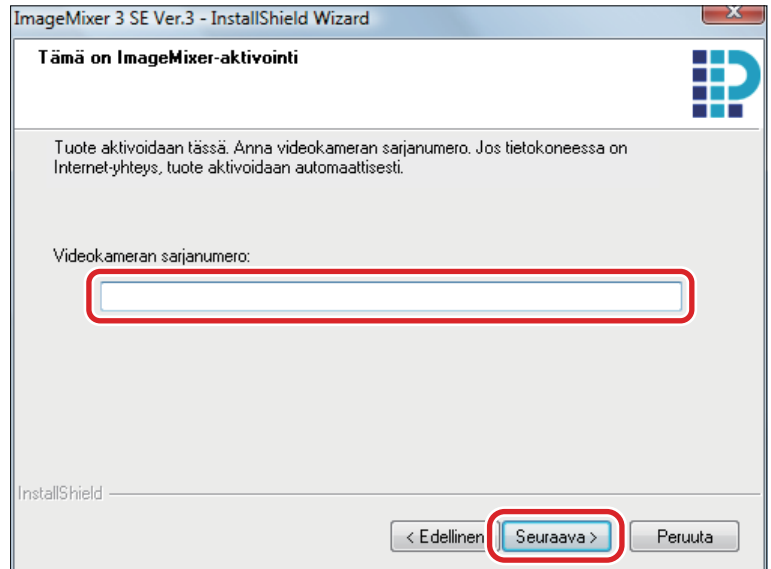 ImageMixer 3 SE Ver.3 - InstallShield Wizard
Tämä on ImageMixer-aktivointi
Tuote aktivoidaan tässä. Anna videokameran sarjanumero. Jos tietokoneessa on
Internet-yhteys, tuote aktivoidaan automaattisesti.
Videokameran sarjanumero:
InstallShield
< Edellinen
Seuraava >
Peruuta